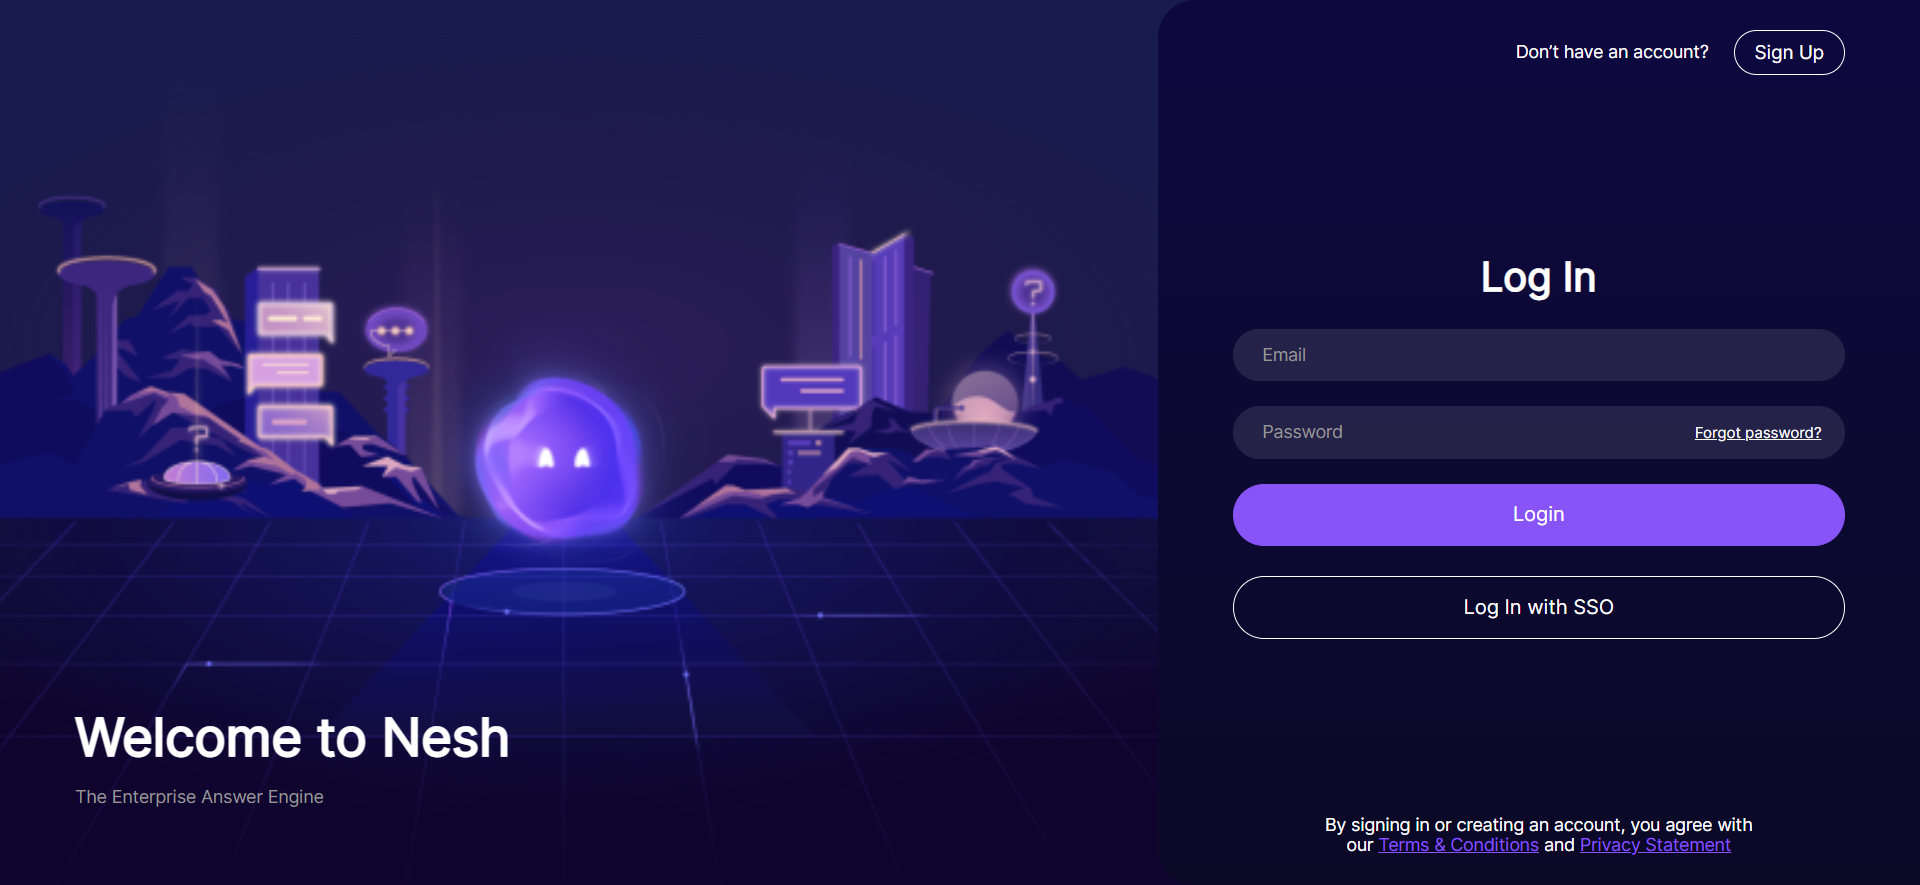 Don’t have an account?
Sign Up
Log In
Email
Password
Forgot password?
Login
Log In with SSO
Welcome to Nesh
The Enterprise Answer Engine
By signing in or creating an account, you agree with
our Terms & Conditions and Privacy Statement